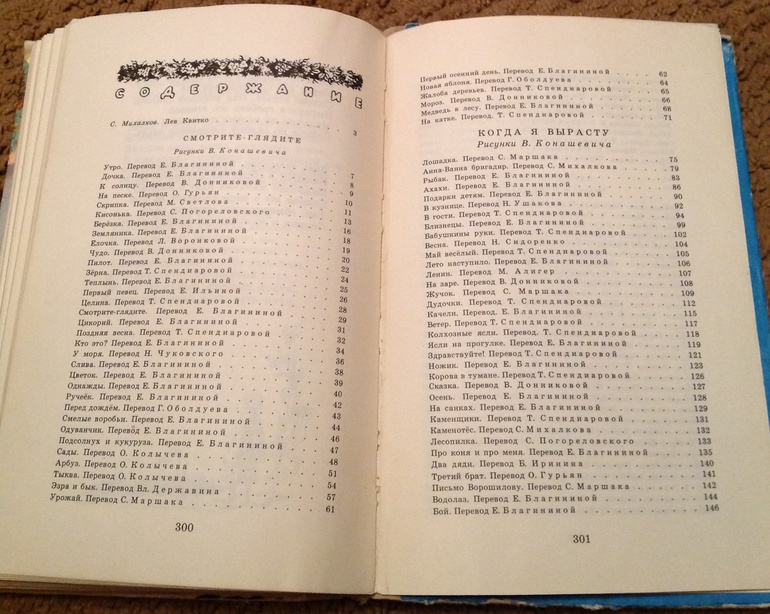 СОДЕРЖАНИЕ
С. Михалков. Лев Квитко 3
СМОТРИТЕ-ГЛЯДИТЕ
Рисунки В. Конашевича
Утро. Перевод Е. Благининой 7
Дочка. Перевод Е. Благининой 8
К солнцу. Перевод В. Донниковой 9
На песке. Перевод О. Гурьян 10
Скрипка. Перевод М. Светлова 11
Кисонька. Перевод С. Погореловского 13
Берёзка. Перевод Е. Благининой 16
Земляника. Перевод Е. Благининой 18
Елочка. Перевод Л. Воронковой 19
Чудо. Перевод В. Донниковой 20
Пилот. Перевод Е. Благининой 22
Зёрна. Перевод Т. Спендиаровой 24
Теплынь. Перевод Е. Благининой 25
Первый певец. Перевод Е. Ильиной 26
Целина. Перевод Т. Спендиаровой 28
Смотрите-глядите. Перевод Е. Благининой 29
Цикорий. Перевод Е. Благининой 31
Поздняя весна. Перевод Т. Спендиаровой 32
Кто это? Перевод Е. Благининой 34
У моря. Перевод Н. Чуковского 36
Слива. Перевод Е. Благининой 38
Цветок. Перевод Е. Благининой 39
Однажды. Перевод Е. Благининой 40
Ручеёк. Перевод Е. Благининой 42
Перед дождём. Перевод Г. Оболдуева 43
Смелые воробьи. Перевод Е. Благининой 44
Одуванчик. Перевод Е. Благининой 46
Подсолнух и кукуруза. Перевод Е. Благининой 47
Сады. Перевод О. Колычева 48
Арбуз. Перевод О. Колычева 51
Тыква. Перевод О. Колычева 54
Эзра и бык. Перевод Вл. Державина 57
Урожай. Перевод С. Маршака 61
300
Первый осенний день. Перевод Е. Благининой 62
Новая яблоня. Перевод Г. Оболдуева 64
Жалоба деревьев. Перевод Т. Спендиаровой 65
Мороз. Перевод В. Донниковой 66
Медведь в лесу. Перевод Е. Благининой 68
На катке. Перевод Т. Спендиаровой 71
КОГДА Я ВЫРАСТУ
Рисунки В. Конашевича
Лошадка. Перевод С. Маршака 75
Анна-Ванна бригадир. Перевод С. Михалкова 79
Рыбак. Перевод Е. Благининой 83
Ахахи. Перевод Е. Благининой 86
Подарки детям. Перевод Е. Благининой 90
В кузнице. Перевод Н. Ушакова 92
В гости. Перевод Т. Спендиаровой 94
Близнецы. Перевод Е. Благининой 99
Бабушкины руки. Перевод Т. Спендиаровой 102
Весна. Перевод Н. Сидоренко 104
Май весёлый. Перевод Т. Спендиаровой 105
Лето наступило. Перевод Е. Благининой 106
Ленин. Перевод М. Алигер 107
На заре. Перевод В. Донниковой 108
Жучок. Перевод С. Маршака 109
Дудочки. Перевод Т. Спендиаровой 112
Качели. Перевод. Е. Благининой 115
Ветер. Перевод Т. Спендиаровой 117
Колхозные ясли. Перевод Т. Спендиаровой 118
Ясли на прогулке. Перевод Е. Благининой 119
Здравствуйте! Перевод Т. Спендиаровой 121
Ножик. Перевод Е. Благининой 123
Корова в тумане. Перевод Т. Спендиаровой 126
Сказка. Перевод В. Донниковой 127
Осень. Перевод Е. Благининой 128
На санках. Перевод Е. Благининой 129
Каменщики. Перевод Т. Спендиаровой 131
Каменотёс. Перевод С. Михалкова 132
Лесопилка. Перевод С. Погореловского 133
Про коня и про меня. Перевод Е. Благининой 135
Два дяди. Перевод Б. Иринина 140
Третий брат. Перевод О. Гурьян 141
Письмо Ворошилову. Перевод С. Маршака 142
Водолаз. Перевод Е. Благининой 144
Бой. Перевод Е. Благининой 146
301